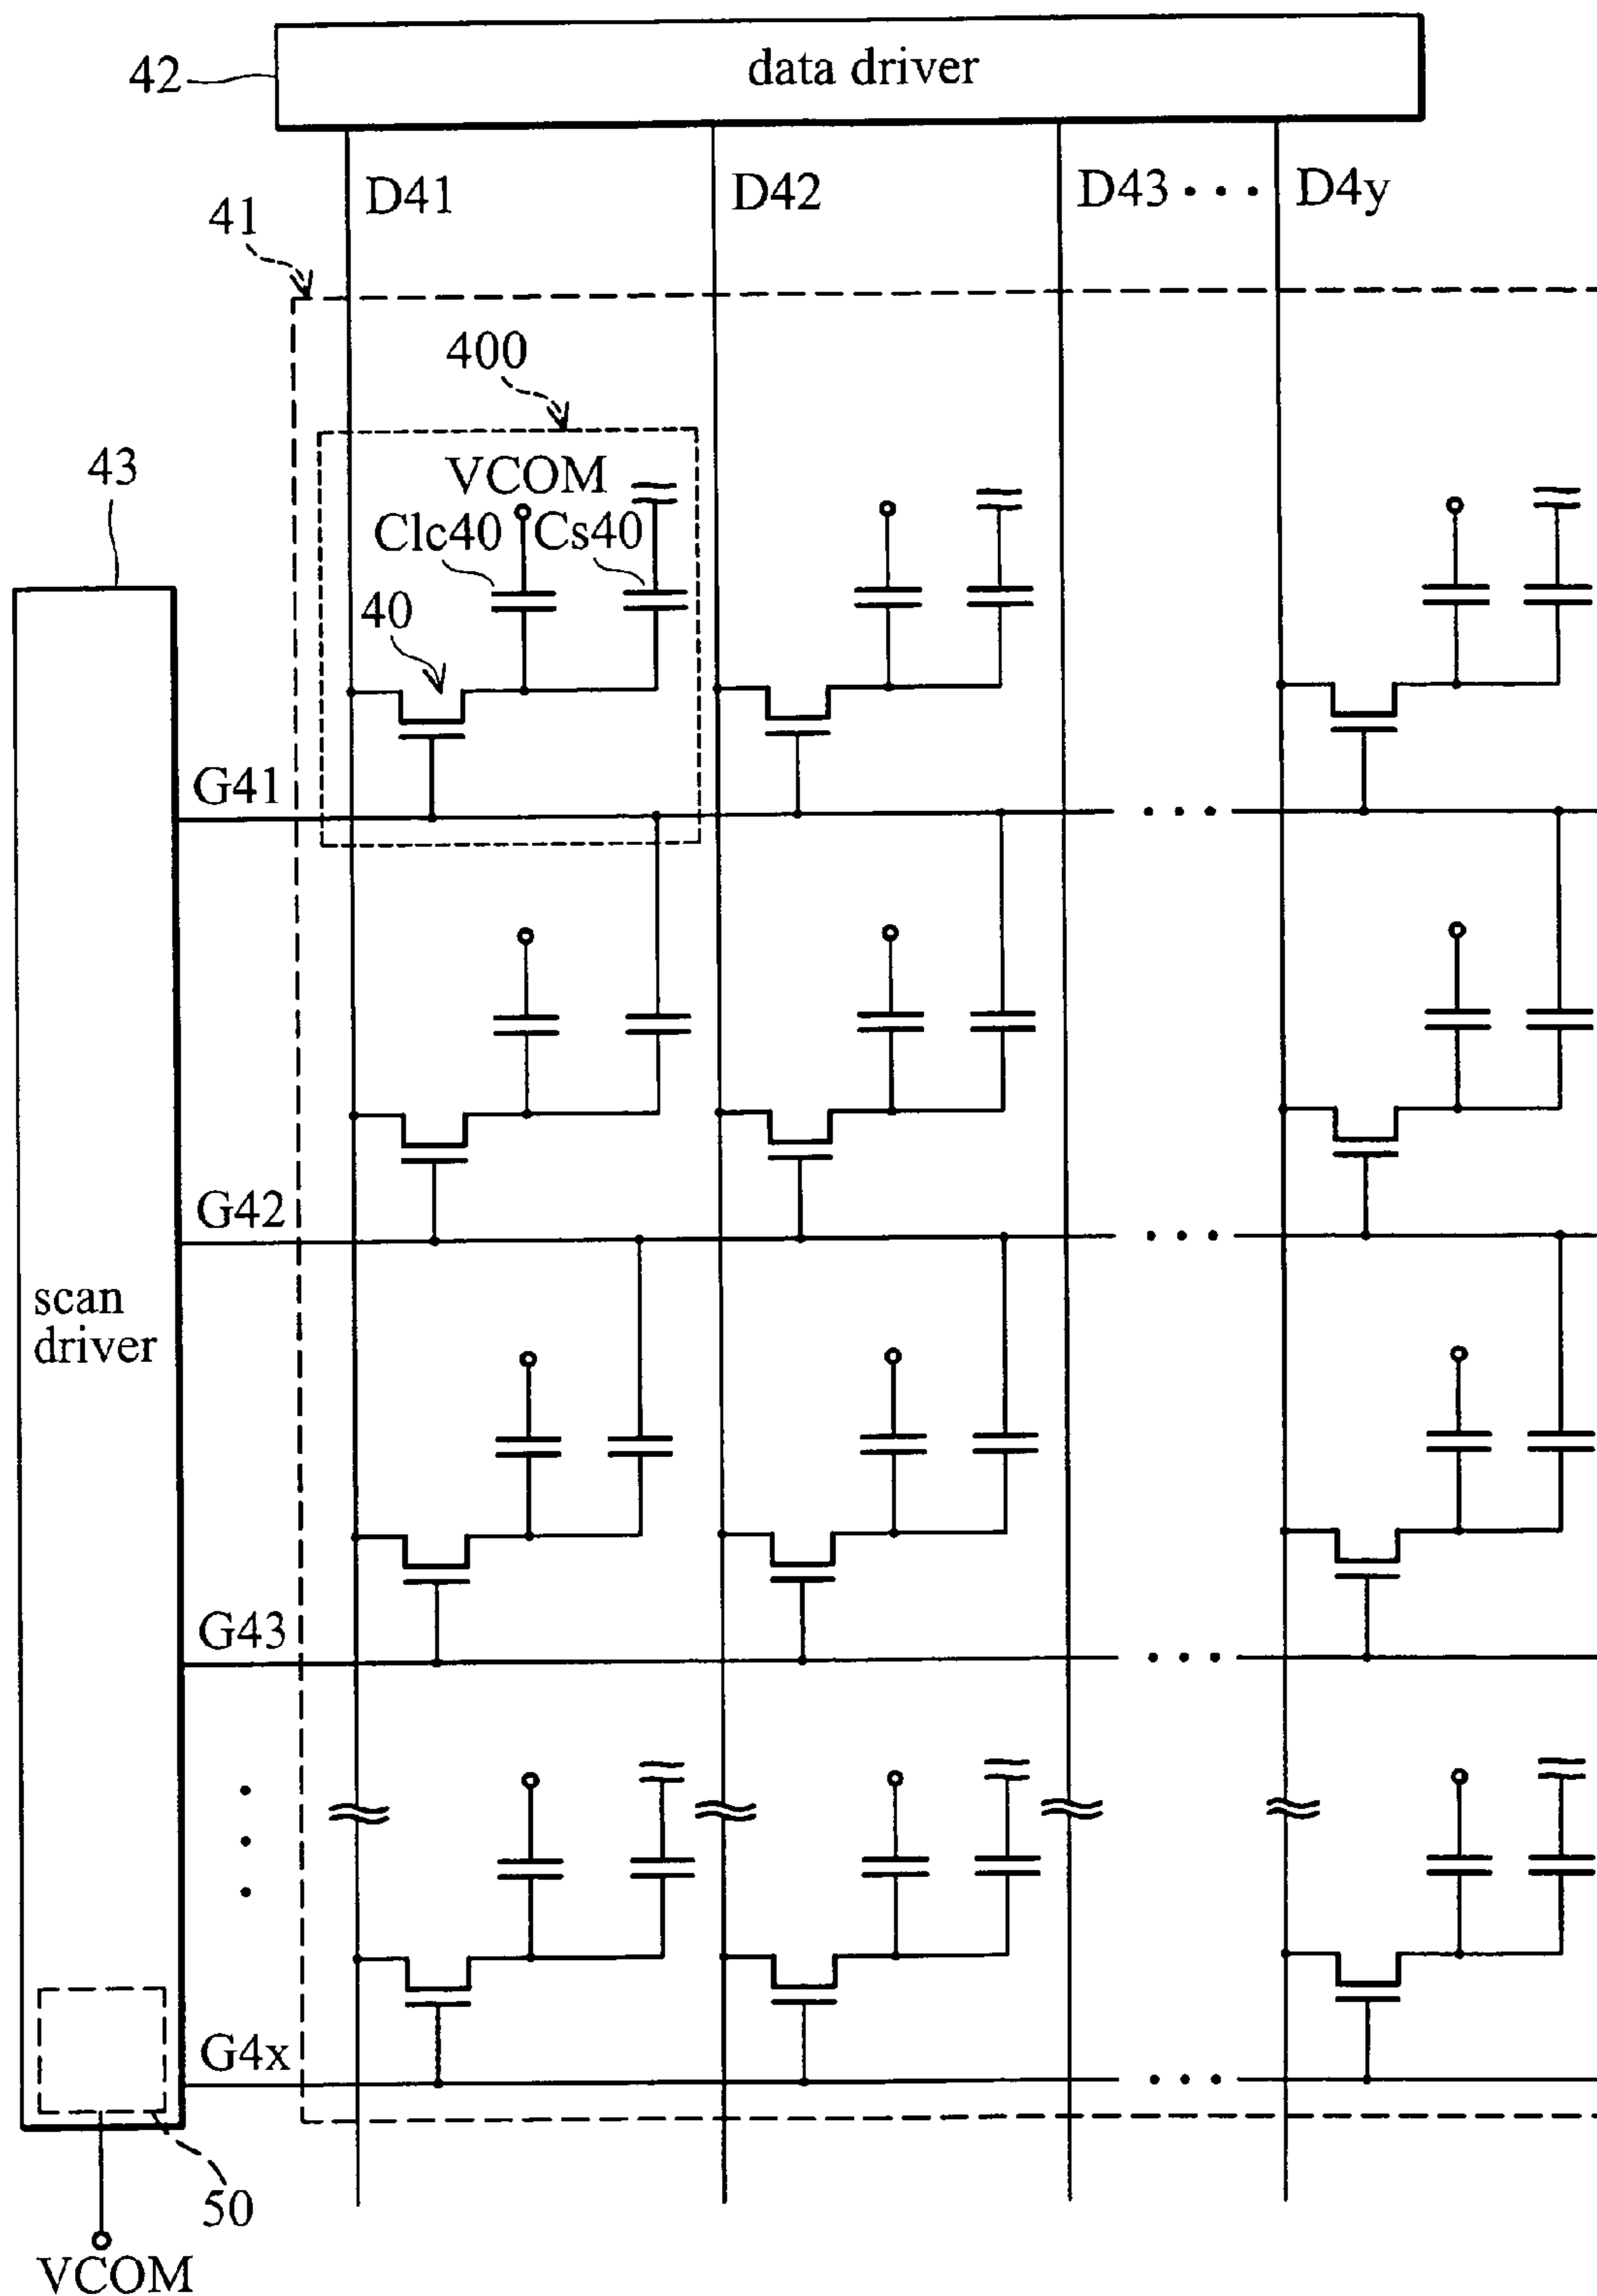 data driver
42
D41
D42
D43 • • •
D4y
41
400
43
VCOM
Clc40
Cs40
40
G41
• • •
G42
• • •
scan
driver
G43
• • •
G4x
• • •
50
VCOM